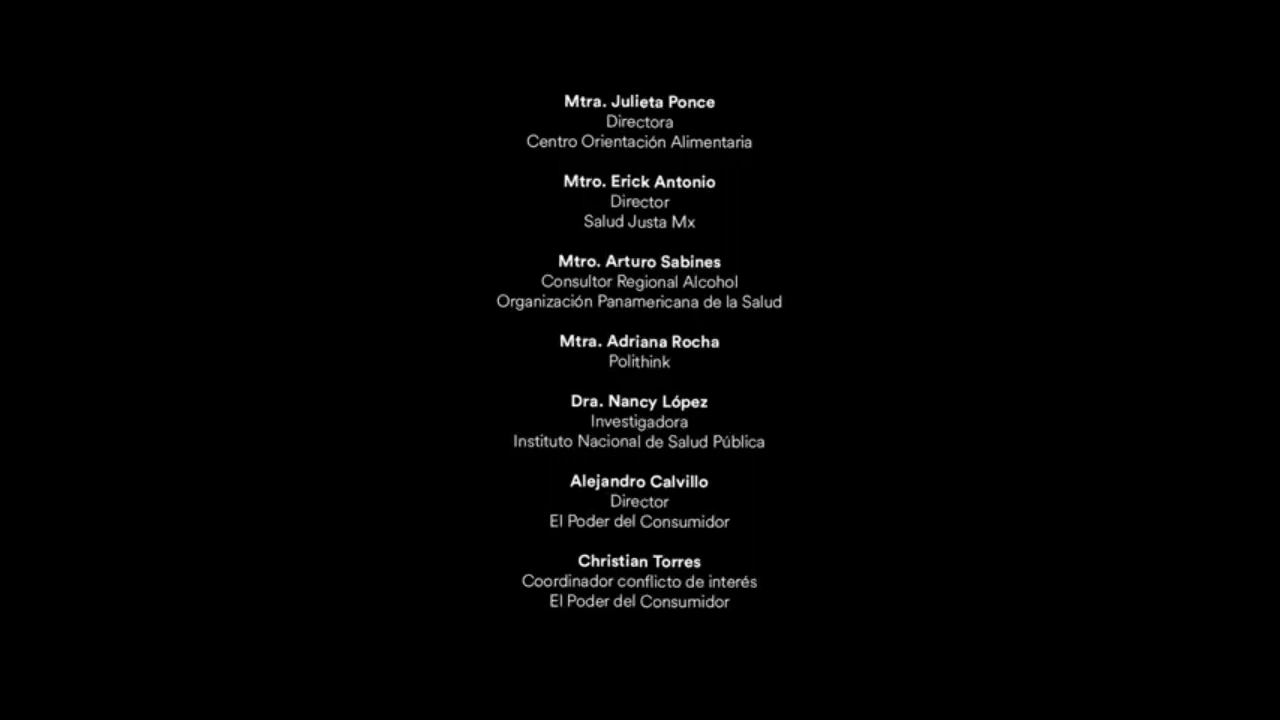 Mtra. Julieta Ponce
Directora
Centro Orientación Alimentaria
Mtro. Erick Antonio
Director
Salud Justa Mx
Mtro. Arturo Sabines
Consultor Regional Alcohol
Organización Panamericana de la Salud
Mtra. Adriana Rocha
Polithink
Dra. Nancy López
Investigadora
Instituto Nacional de Salud Pública
Alejandro Calvillo
Director
El Poder del Consumidor
Christian Torres
Coordinador conflicto de interés
El Poder del Consumidor